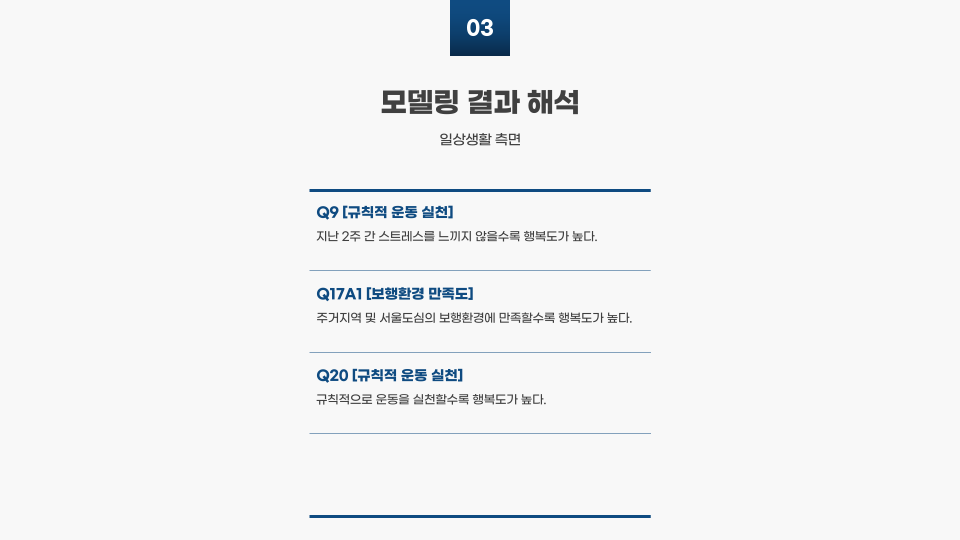 03
모델링 결과 해석
일상생활 측면
Q9 [규칙적 운동 실천]
지난 2주 간 스트레스를 느끼지 않을수록 행복도가 높다.
Q17A1 [보행환경 만족도]
주거지역 및 서울도심의 보행환경에 만족할수록 행복도가 높다.
Q20 [규칙적 운동 실천]
규칙적으로 운동을 실천할수록 행복도가 높다.